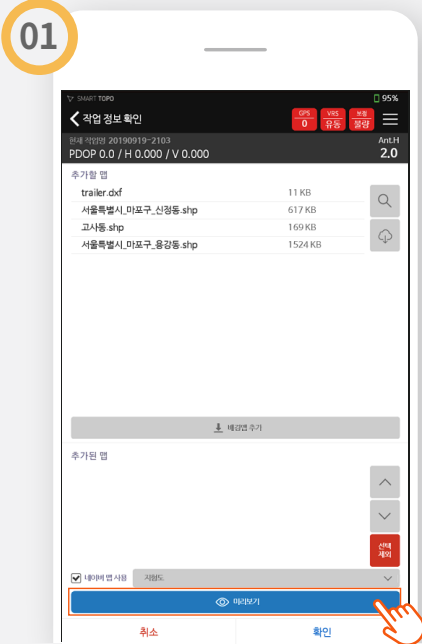 01
SMART TOPO 95%
작업 정보 확인 GPS 0 VRS 유동 보정 불량
현재 작업명 20190919-2103 Ant.H
PDOP 0.0 / H 0.000 / V 0.000 2.0
추가할 맵
trailer.dxf 11 KB
서울특별시_마포구_신정동.shp 617 KB
고사동.shp 169 KB
서울특별시_마포구_용강동.shp 1524 KB
배경맵 추가
추가된 맵
선택
제외
네이버 맵 사용 지형도
미리보기
취소 확인